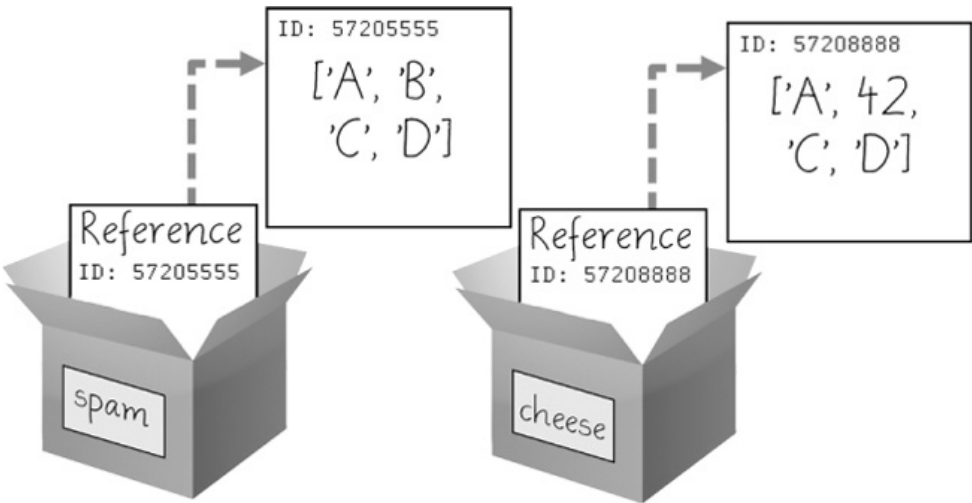 ID: 57205555
['A', 'B',
'C', 'D']
Reference
ID: 57205555
spam
ID: 57208888
['A', 42,
'C', 'D']
Reference
ID: 57208888
cheese